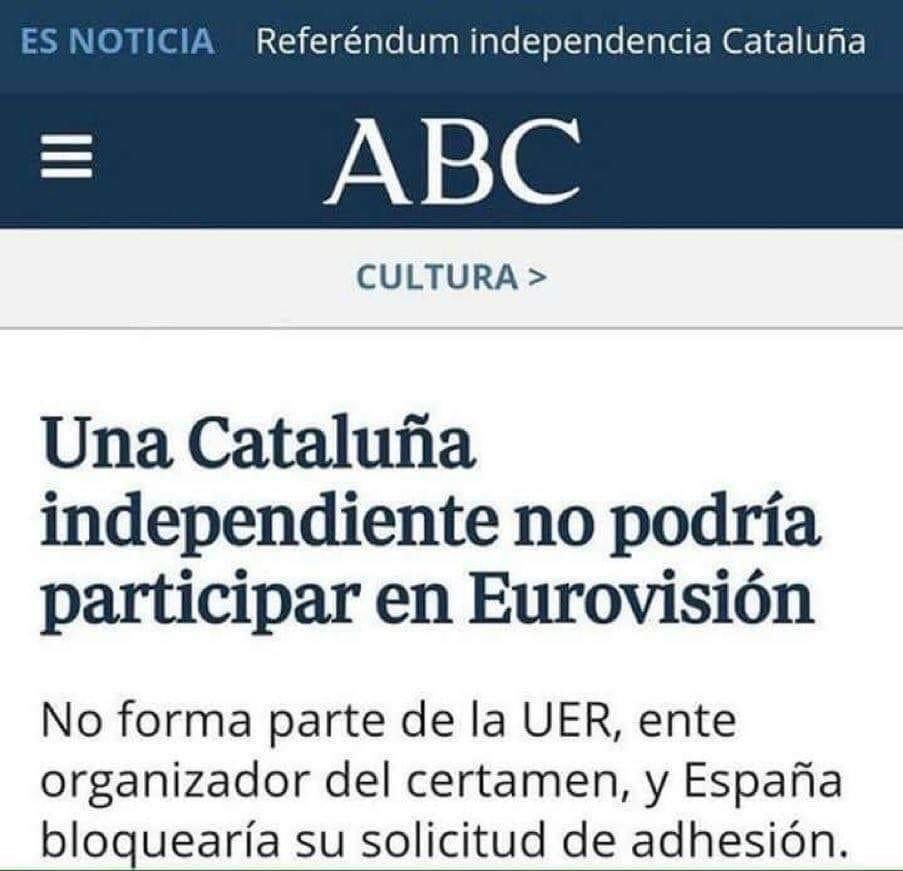 ES NOTICIA Referéndum independencia Cataluña
ABC
CULTURA >
Una Cataluña
independiente no podría
participar en Eurovisión
No forma parte de la UER, ente
organizador del certamen, y España
bloquearía su solicitud de adhesión.